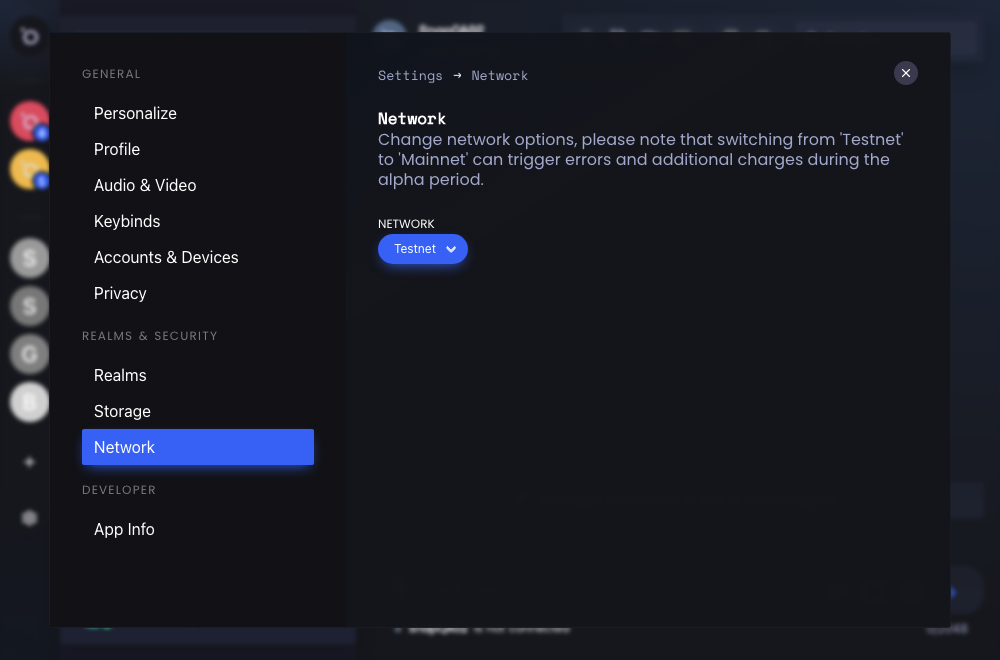 GENERAL
Personalize
Profile
Audio & Video
Keybinds
Accounts & Devices
Privacy
REALMS & SECURITY
Realms
Storage
Network
DEVELOPER
App Info
Settings → Network
Network
Change network options, please note that switching from 'Testnet'
to 'Mainnet' can trigger errors and additional charges during the
alpha period.
NETWORK
Testnet
S
S
G
B